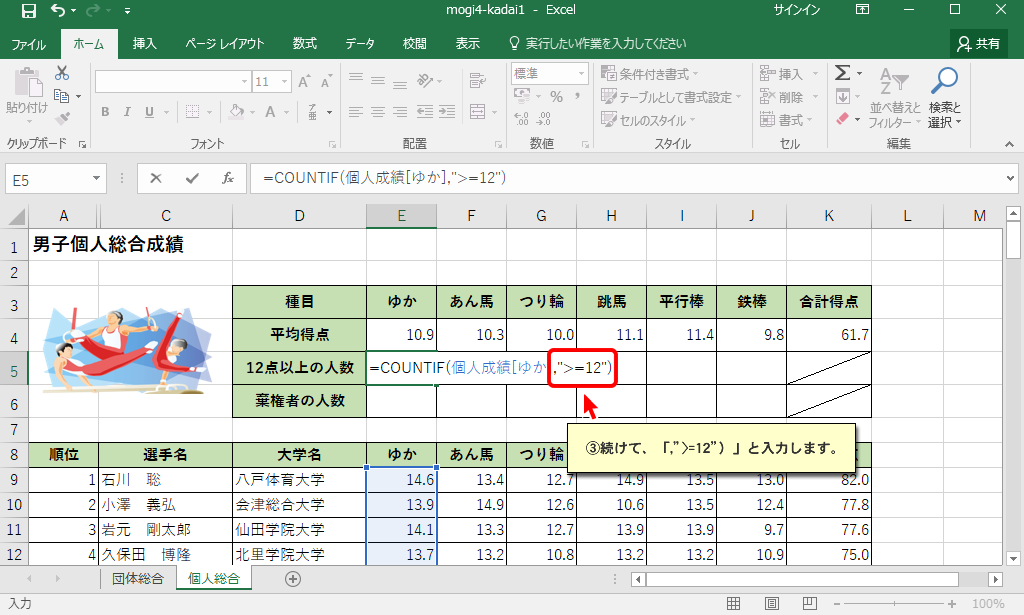 mogi4-kadai1 - Excel サインイン
ファイル ホーム 挿入 ページ レイアウト 数式 データ 校閲 表示 実行したい作業を入力してください 共有
貼り付け 11 A A 標準 条件付き書式 挿入 Σ 並べ替えと フィルター 検索と 選択
B I U A % , テーブルとして書式設定 削除
セルのスタイル 書式
クリップボード フォント 配置 数値 スタイル セル 編集
E5 fx =COUNTIF(個人成績[ゆか],">=12")
A C D E F G H I J K L M
1 男子個人総合成績
2
3 種目 ゆか あん馬 つり輪 跳馬 平行棒 鉄棒 合計得点
4 平均得点 10.9 10.3 10.0 11.1 11.4 9.8 61.7
5 12点以上の人数 =COUNTIF(個人成績[ゆか ,">=12")
6 棄権者の人数
7
③続けて、「,”>=12”）」と入力します。
8 順位 選手名 大学名 ゆか あん馬 つり輪
9 1 石川 聡 八戸体育大学 14.6 13.4 12.7 14.9 13.5 13.0 82.0
10 2 小澤 義弘 会津総合大学 13.9 14.9 12.6 10.6 13.5 12.4 77.8
11 3 岩元 剛太郎 仙田学院大学 14.1 13.3 12.7 13.9 13.9 9.7 77.6
12 4 久保田 博隆 北里学院大学 13.7 13.2 10.8 13.2 13.2 10.9 75.0
団体総合 個人総合
入力 100%